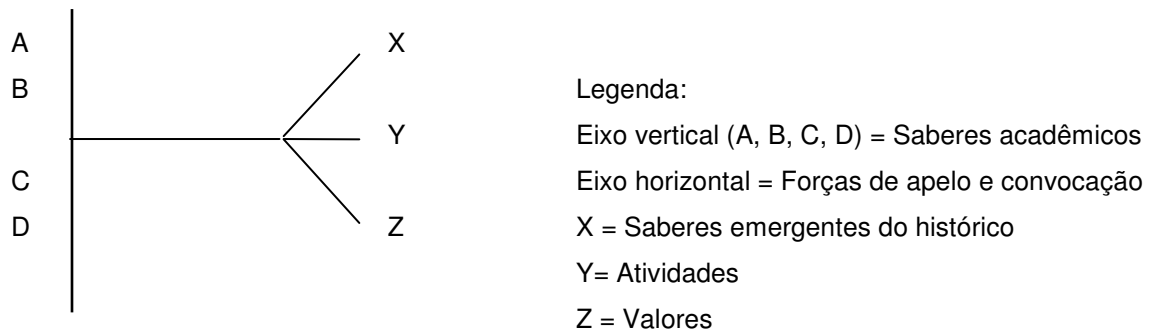 A
X
B
Legenda:
Y
Eixo vertical (A, B, C, D) = Saberes acadêmicos
C
Eixo horizontal = Forças de apelo e convocação
D
Z
X = Saberes emergentes do histórico
Y= Atividades
Z = Valores